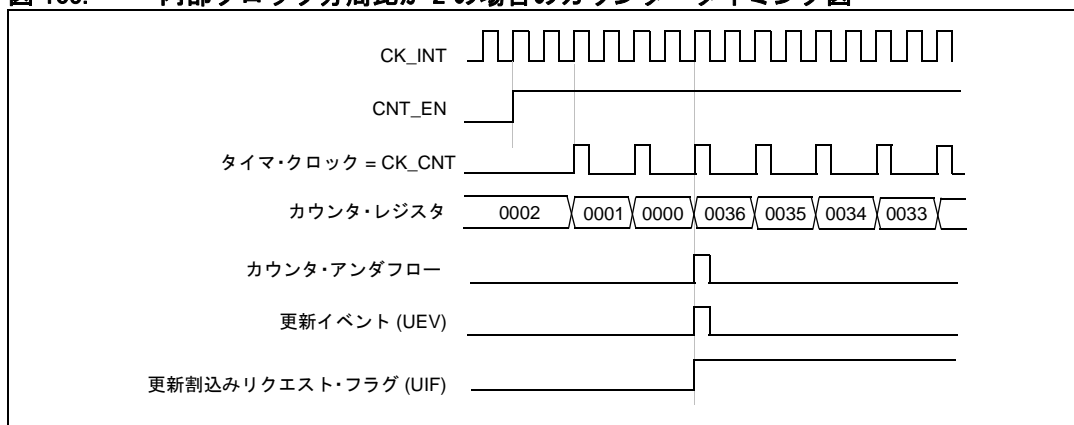 CK_INT
CNT_EN
タイマ・クロック = CK_CNT
カウンタ・レジスタ 0002 0001 0000 0036 0035 0034 0033
カウンタ・アンダフロー
更新イベント (UEV)
更新割込みリクエスト・フラグ (UIF)